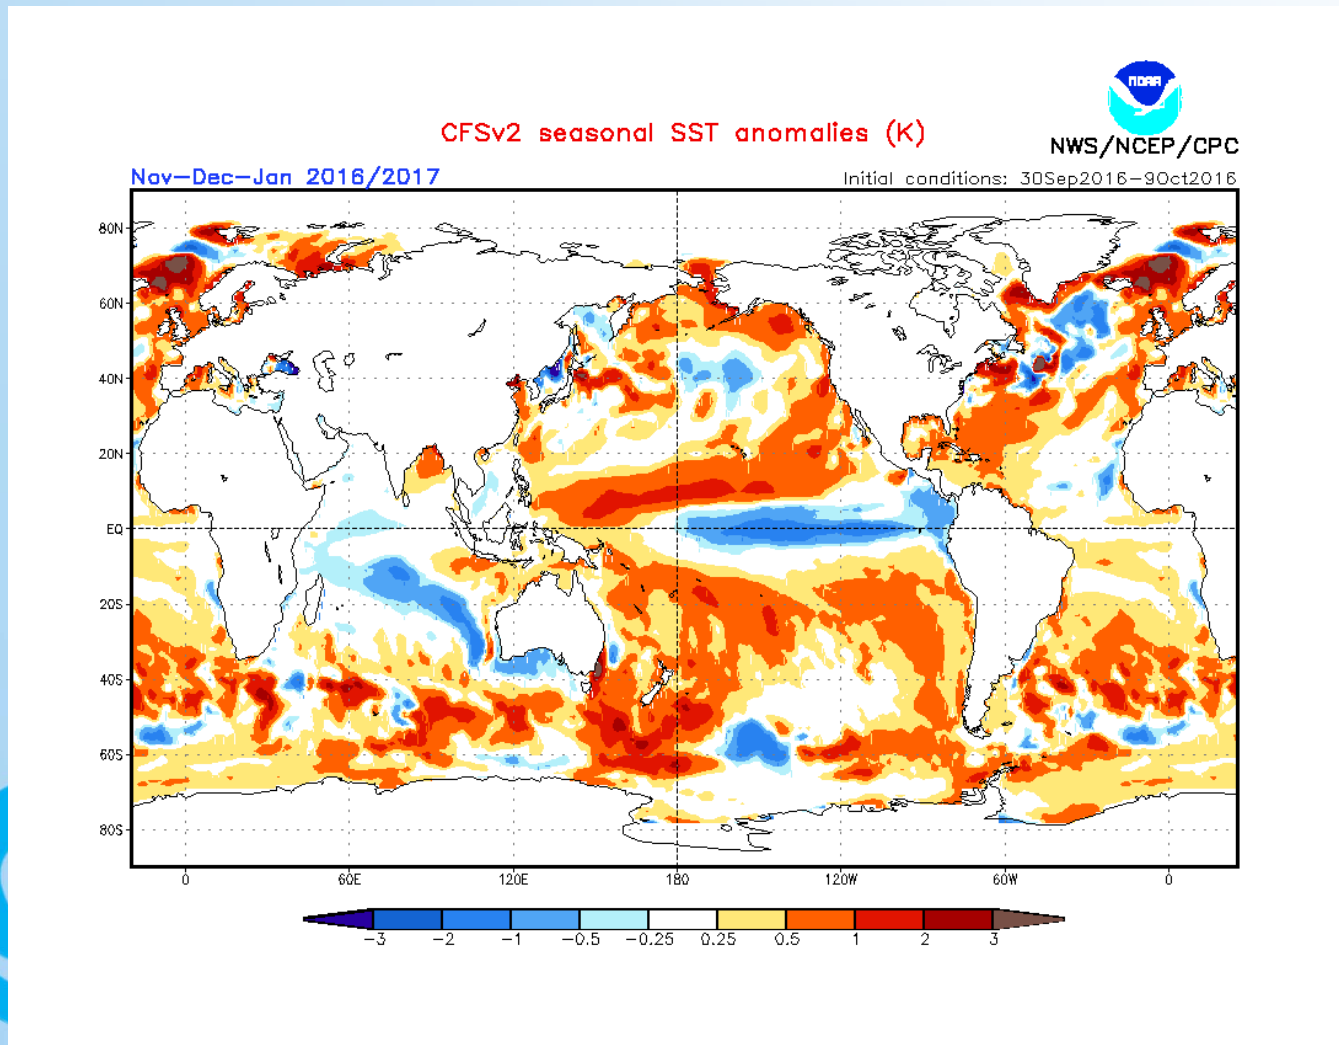 NOAA
CFSv2 seasonal SST anomalies (K)
NWS/NCEP/CPC
Nov-Dec-Jan 2016/2017
Initial conditions: 30Sep2016-9Oct2016
80N
60N
40N
20N
EQ
20S
40S
60S
80S
0 60E 120E 180 120W 60W 0
-3 -2 -1 -0.5 -0.25 0.25 0.5 1 2 3